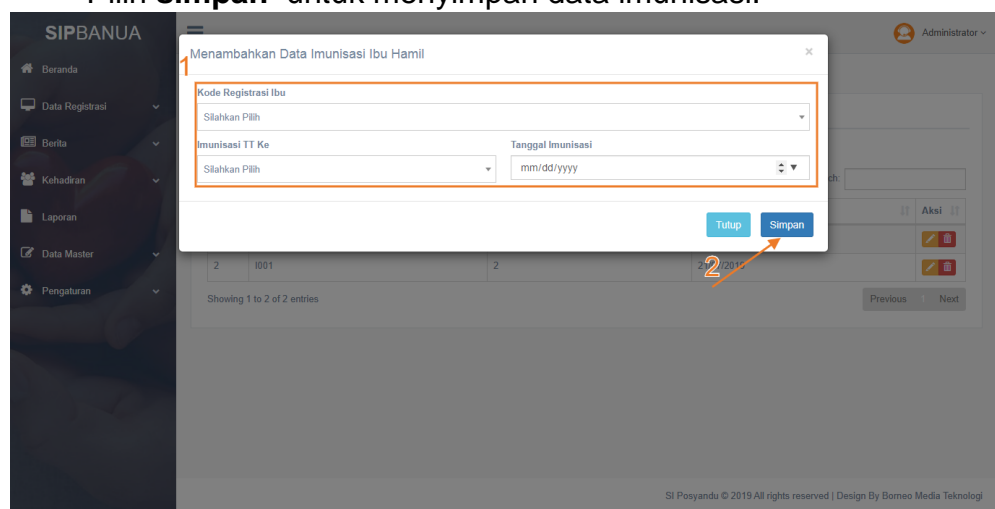 Pilih Simpan untuk menyimpan data imunisasi.
SIPBANUA
Administrator
Menambahkan Data Imunisasi Ibu Hamil
×
1
Beranda
Data Registrasi
Berita
Kehadiran
Laporan
Data Master
Pengaturan
Kode Registrasi Ibu
Silahkan Pilih
Imunisasi TT Ke
Tanggal Imunisasi
Silahkan Pilih
mm/dd/yyyy
ch:
Tutup
Simpan
Aksi
2
2 I001 2
Showing 1 to 2 of 2 entries
Previous 1 Next
SI Posyandu © 2019 All rights reserved | Design By Borneo Media Teknologi